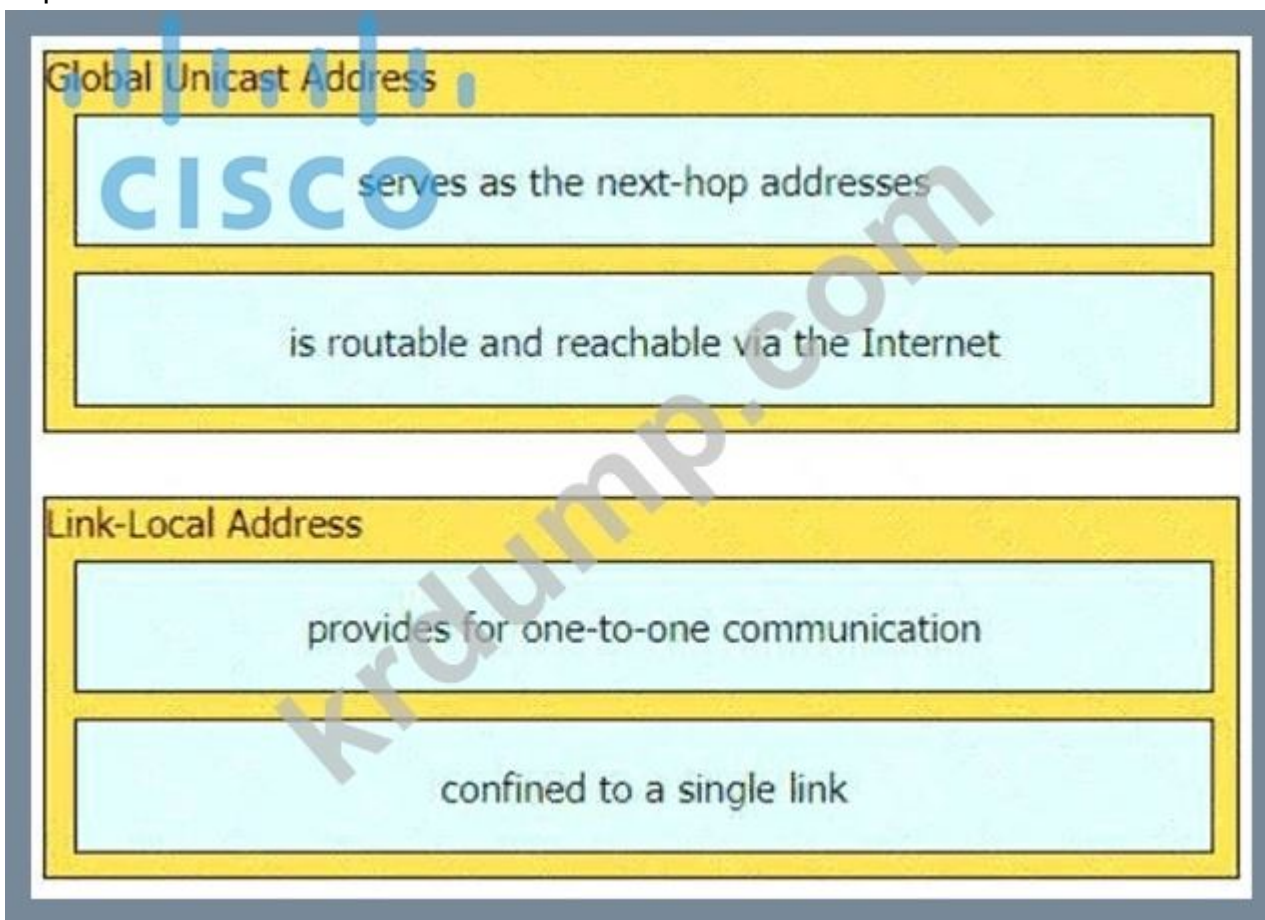 Global Unicast Address
CISCO
serves as the next-hop addresses
is routable and reachable via the Internet
krdump.com
Link-Local Address
provides for one-to-one communication
confined to a single link